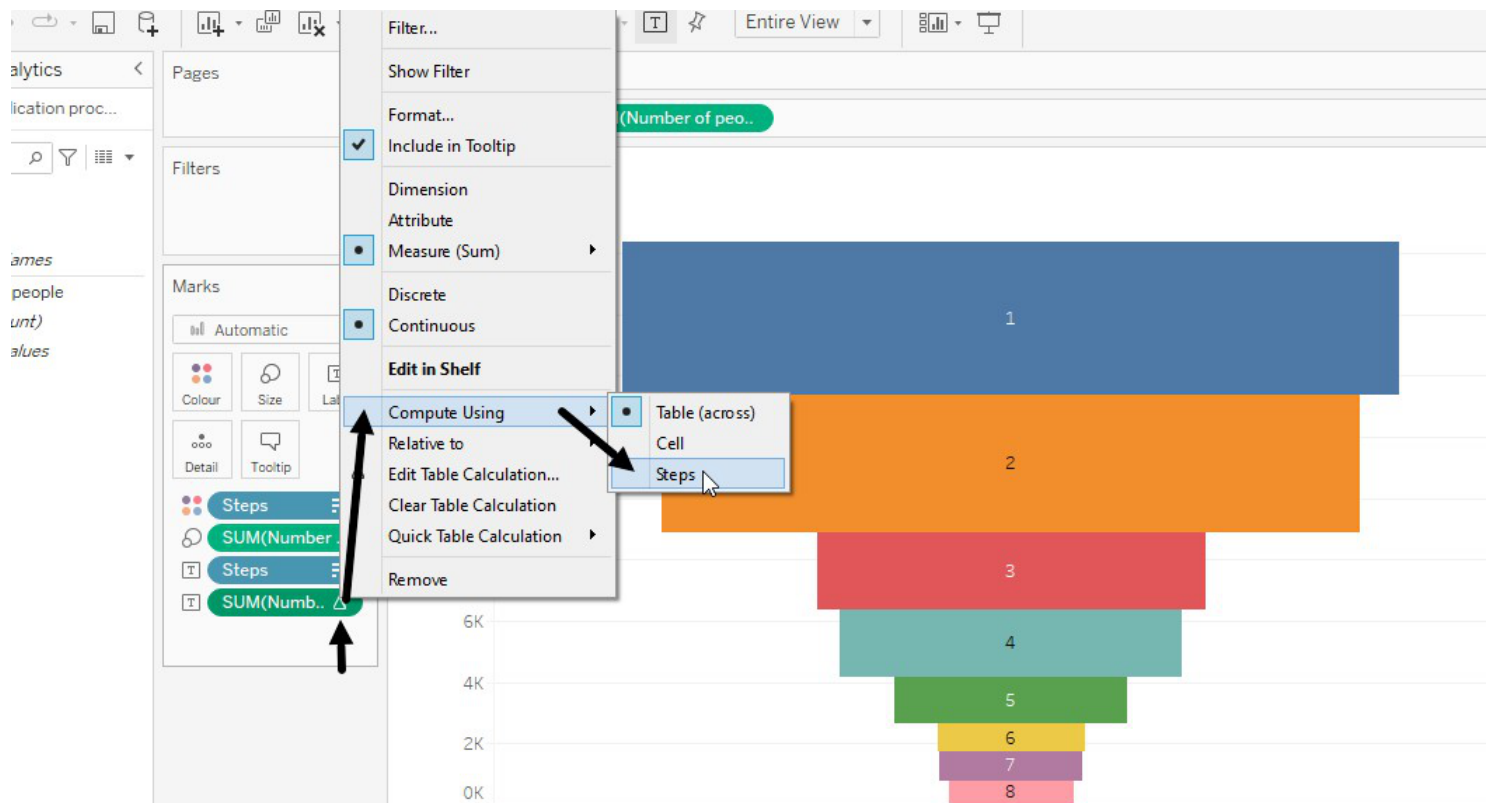 Entire View
alytics
lication proc...
ames
people
unt)
alues
Pages
Filters
Marks
Automatic
Colour
Size
Lab
Detail
Tooltip
Steps
SUM(Number .
Steps
SUM(Numb..
Filter...
Show Filter
Format...
Include in Tooltip
Dimension
Attribute
Measure (Sum)
Discrete
Continuous
Edit in Shelf
Compute Using
Relative to
Edit Table Calculation...
Clear Table Calculation
Quick Table Calculation
Remove
Table (across)
Cell
Steps
(Number of peo..
1
2
3
4
5
6
7
8
6K
4K
2K
0K